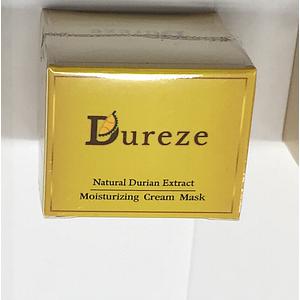 Dureze
Natural Durian Extract
Moisturizing Cream Mask